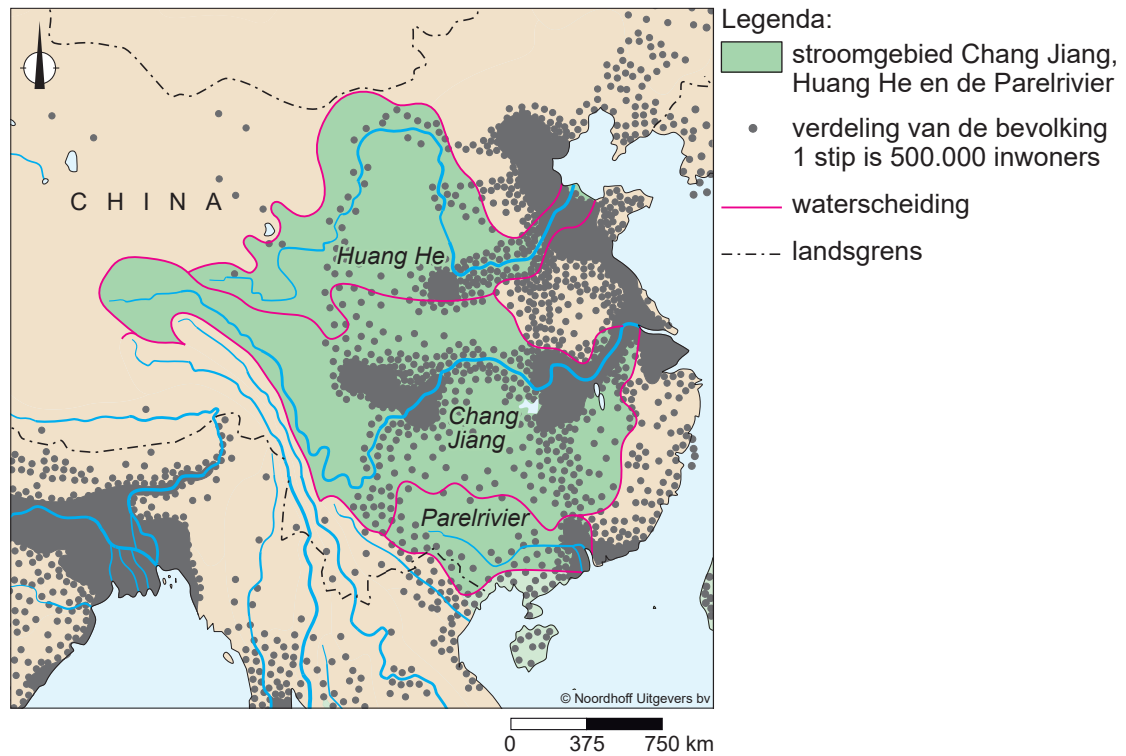 Legenda:
stroomgebied Chang Jiang,
Huang He en de Parelrivier
verdeling van de bevolking
1 stip is 500.000 inwoners
waterscheiding
landsgrens
CHINA
Huang He
Chang
Jiang
Parelrivier
© Noordhoff Uitgevers bv
0 375 750 km